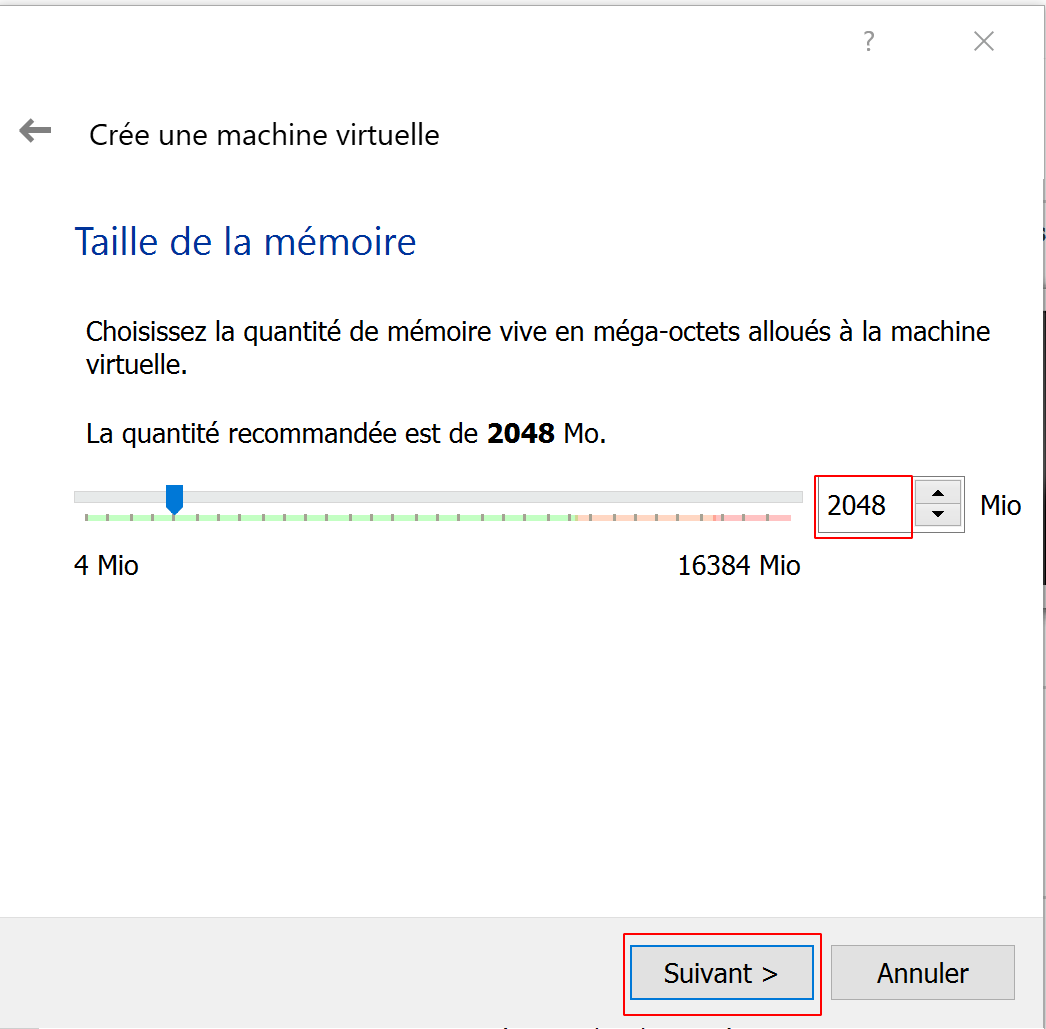 ?
Crée une machine virtuelle
Taille de la mémoire
Choisissez la quantité de mémoire vive en méga-octets alloués à la machine
virtuelle.
La quantité recommandée est de 2048 Mo.
2048 Mio
4 Mio 16384 Mio
Suivant > Annuler